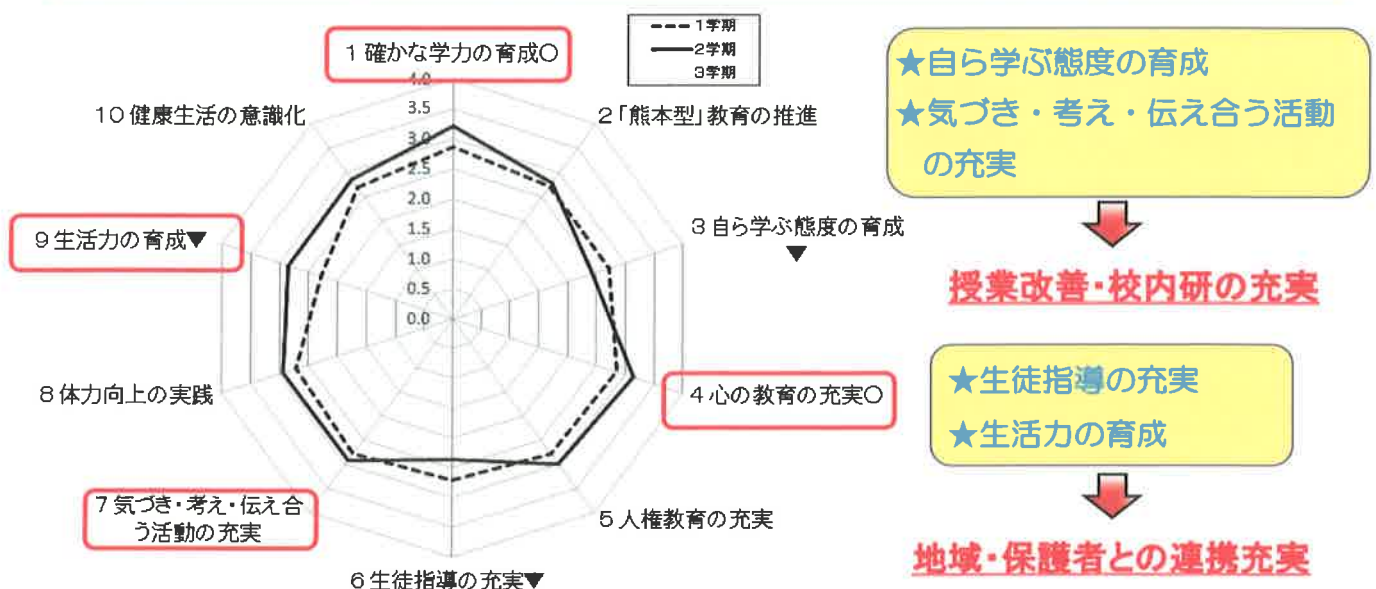 1学期
2学期
3学期
1 確かな学力の育成○
2「熊本型」教育の推進
3 自ら学ぶ態度の育成
▼
4 心の教育の充実○
5 人権教育の充実
6 生徒指導の充実▼
7 気づき・考え・伝え合
う活動の充実
8 体力向上の実践
9 生活力の育成▼
10 健康生活の意識化
4.0
3.5
3.0
2.5
2.0
1.5
1.0
0.5
0.0
★自ら学ぶ態度の育成
★気づき・考え・伝え合う活動
の充実
授業改善・校内研の充実
★生徒指導の充実
★生活力の育成
地域・保護者との連携充実